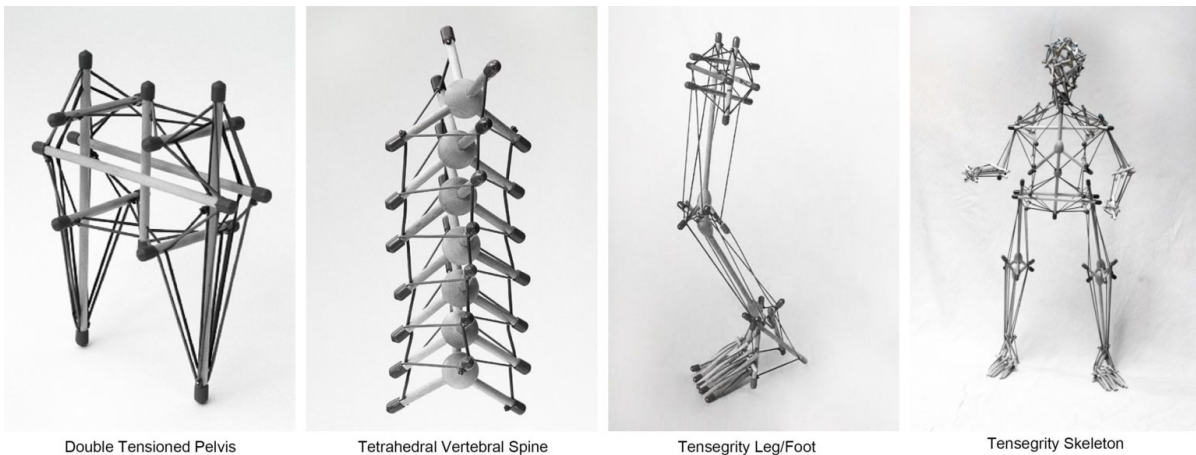 Double Tensioned Pelvis
Tetrahedral Vertebral Spine
Tensegrity Leg/Foot
Tensegrity Skeleton